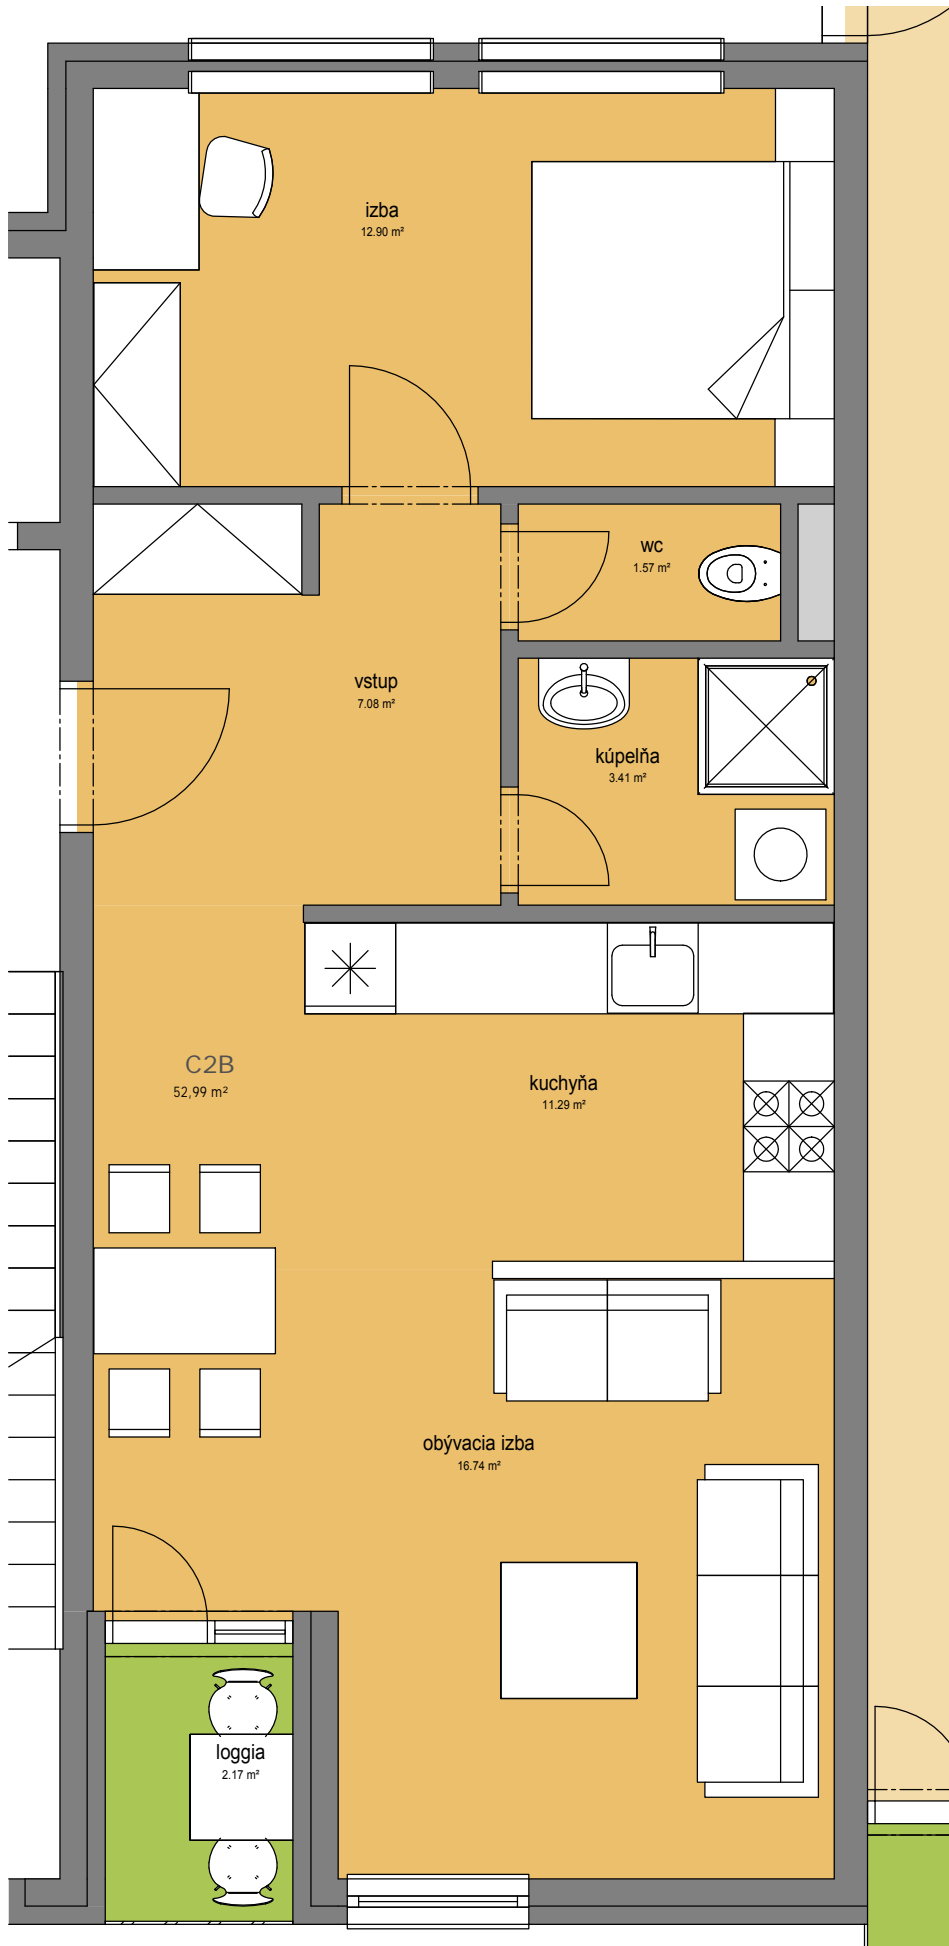 izba
12.90 m²
wc
1.57 m²
vstup
7.08 m²
kúpelňa
3.41 m²
C2B
52,99 m²
kuchyňa
11.29 m²
obývacia izba
16.74 m²
loggia
2.17 m²